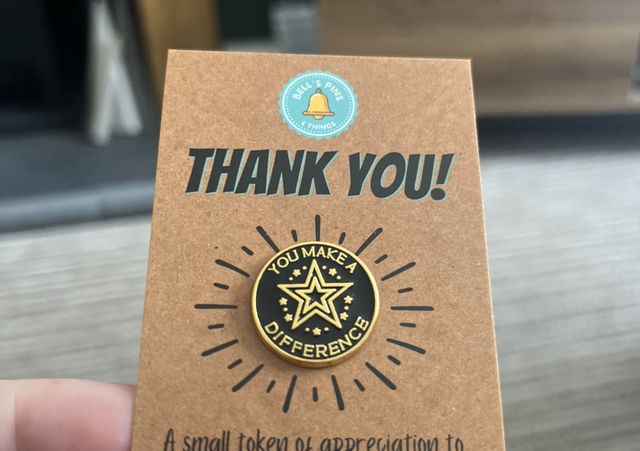 BELL'S PINS
& THINGS
THANK YOU!
YOU MAKE A
DIFFERENCE
A small token of appreciation to